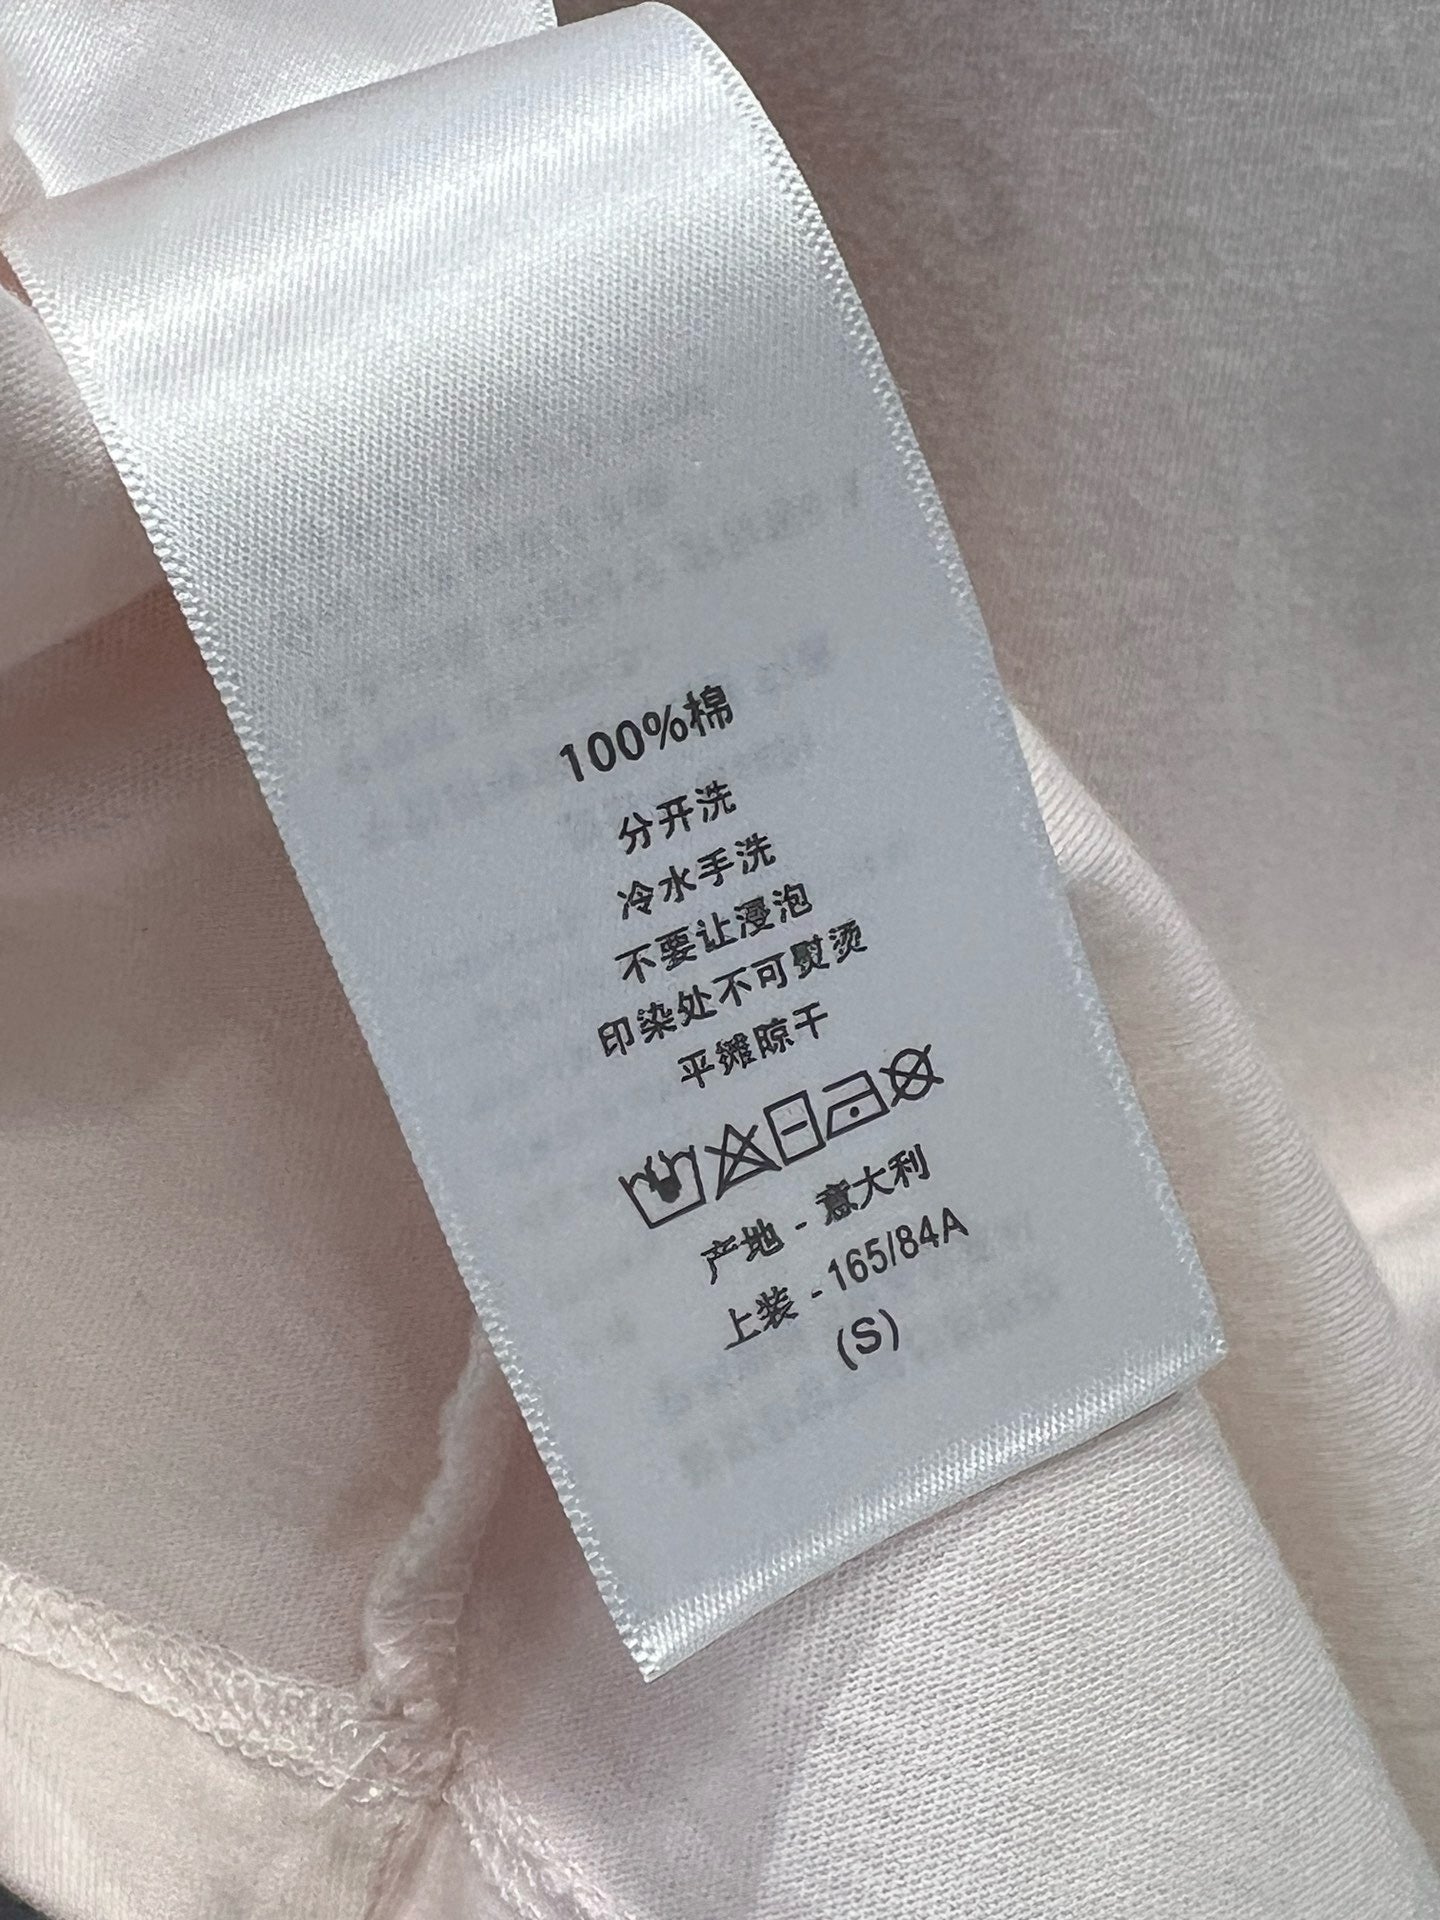 100%棉
分开洗
冷水手洗
不要让浸泡
印染处不可熨烫
平摊晾干
产地 - 意大利
上装 - 165/84A
(S)